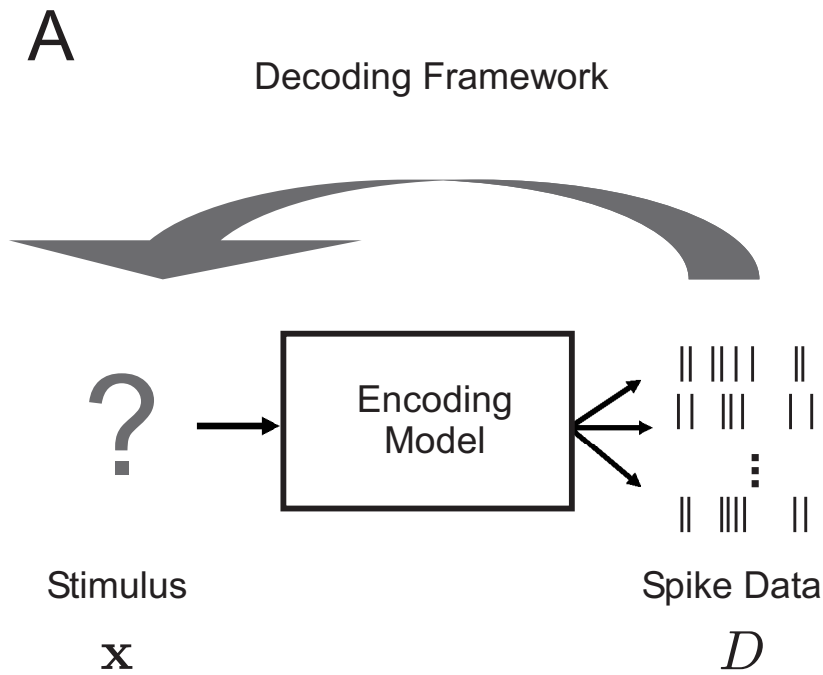 A
Decoding Framework
?
Encoding
Model
Stimulus
Spike Data
x
D